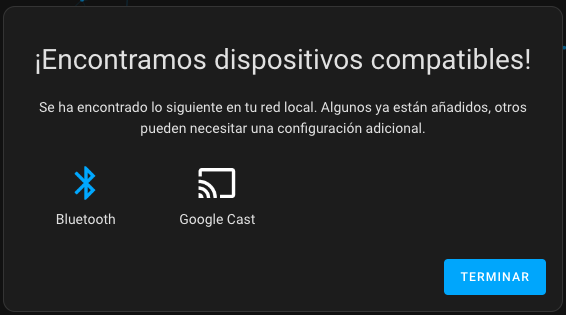 ¡Encontramos dispositivos compatibles!
Se ha encontrado lo siguiente en tu red local. Algunos ya están añadidos, otros
pueden necesitar una configuración adicional.
Bluetooth
Google Cast
TERMINAR